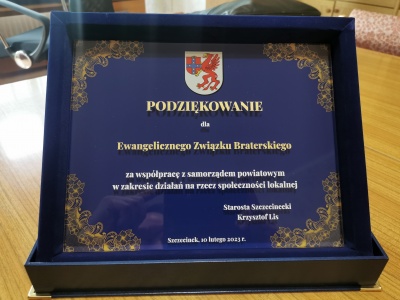 PODZIĘKOWANIE
dla
Ewangelicznego Związku Braterskiego
za współpracę z samorządem powiatowym
w zakresie działań na rzecz społeczności lokalnej
Starosta Szczecinecki
Krzysztof Lis
Szczecinek, 10 lutego 2023 r.